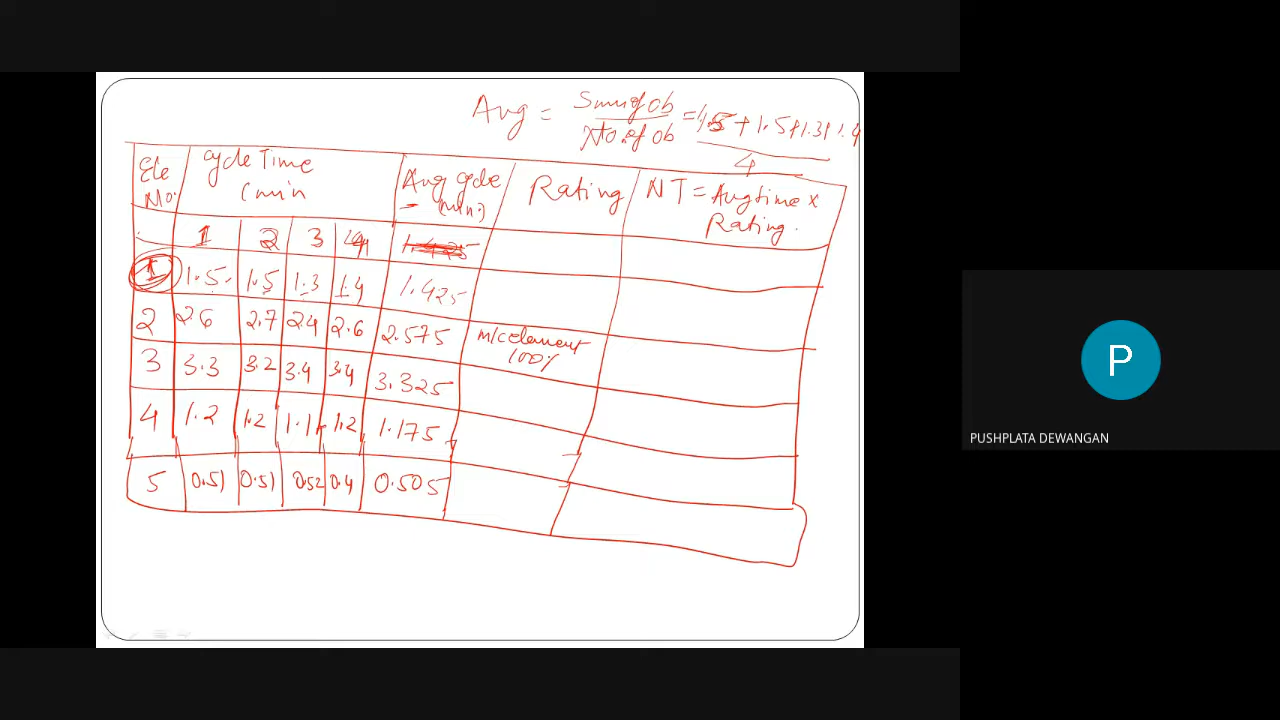 Avg = Sum of ob / No. of ob = 1.5 + 1.5 + 1.3 + 1.4 / 4
Ele No. Cycle Time (min Avg cycle (min.) Rating NT = Avg time x Rating.
1 2 3 4 1.425
1 1.5 1.5 1.3 1.4 1.425
2 2.6 2.7 2.4 2.6 2.575 m/c element 100%
3 3.3 3.2 3.4 3.4 3.325
4 1.2 1.2 1.1 1.2 1.175
5 0.51 0.51 0.52 0.4 0.505
P
PUSHPLATA DEWANGAN